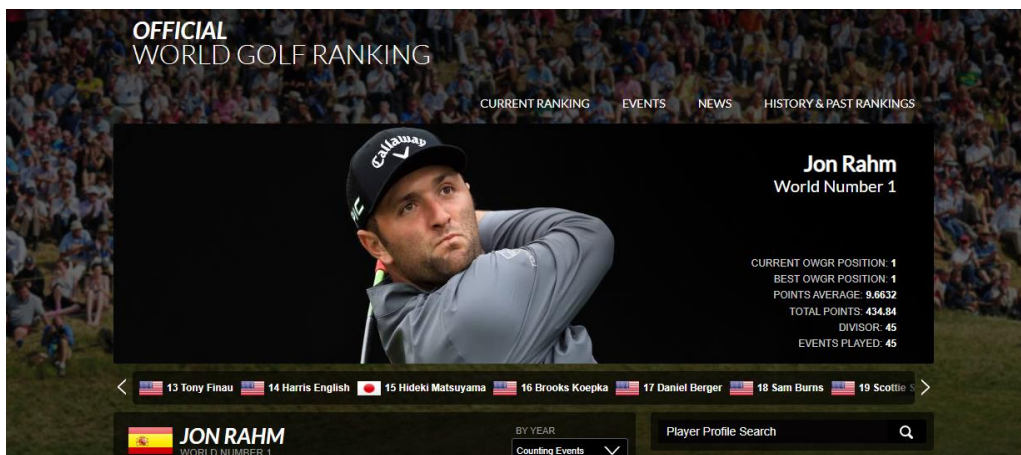 OFFICIAL
WORLD GOLF RANKING
CURRENT RANKING EVENTS NEWS HISTORY & PAST RANKINGS
Callaway
Jon Rahm
World Number 1
CURRENT OWGR POSITION: 1
BEST OWGR POSITION: 1
POINTS AVERAGE: 9.6632
TOTAL POINTS: 434.84
DIVISOR: 45
EVENTS PLAYED: 45
13 Tony Finau 14 Harris English 15 Hideki Matsuyama 16 Brooks Koepka 17 Daniel Berger 18 Sam Burns 19 Scottie S
JON RAHM
WORLD NUMBER 1
BY YEAR
Counting Events
Player Profile Search